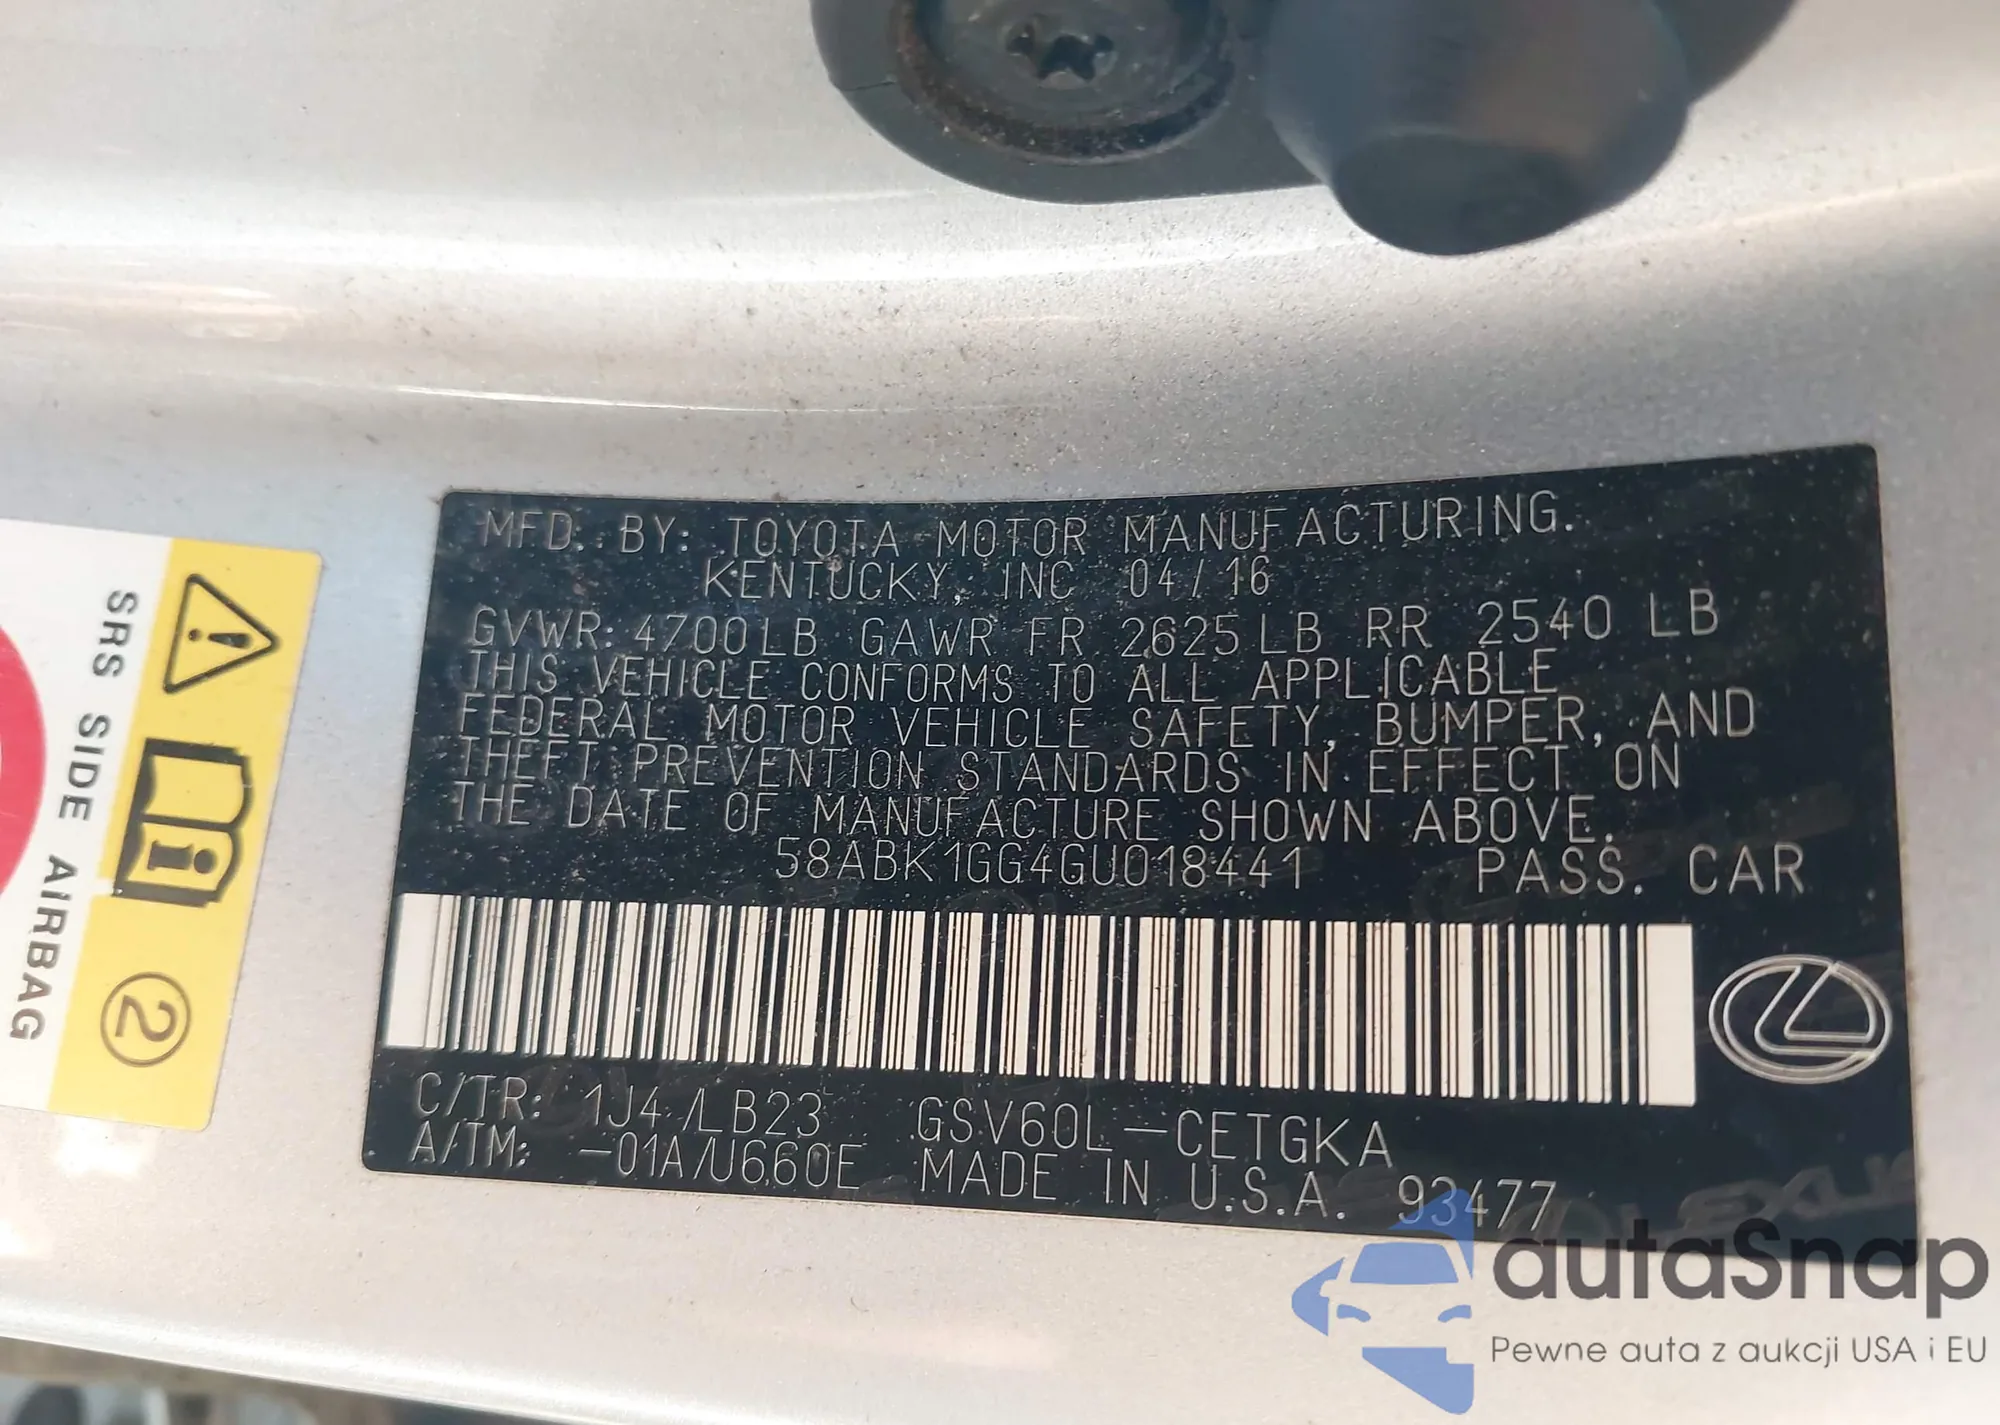 MFD. BY: TOYOTA MOTOR MANUFACTURING.
KENTUCKY, INC 04/16
GVWR: 4700LB GAWR FR 2625LB RR 2540 LB
THIS VEHICLE CONFORMS TO ALL APPLICABLE
FEDERAL MOTOR VEHICLE SAFETY, BUMPER, AND
THEFT PREVENTION STANDARDS IN EFFECT ON
THE DATE OF MANUFACTURE SHOWN ABOVE.
58ABK1GG4GU018441 PASS. CAR
C/TR: 1J4/LB23 GSV60L-CETGKA
A/TM: -01A/U660E MADE IN U.S.A. 93477
SRS SIDE AIRBAG
2
LEXUS
autaSnap
Pewne auta z aukcji USA i EU